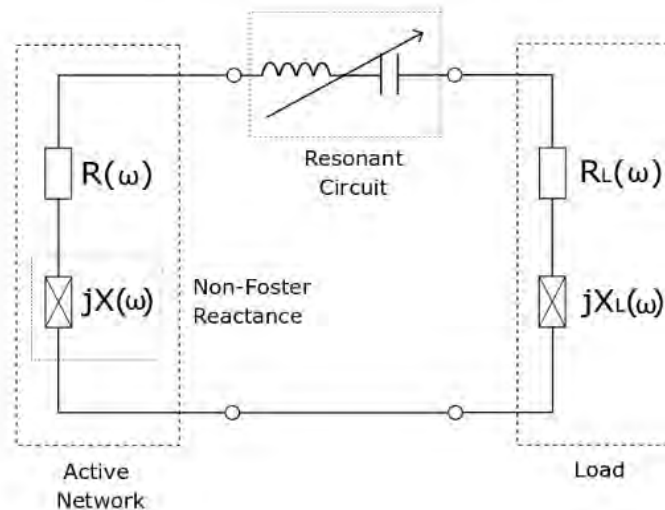 Resonant
Circuit
R(ω)
RL(ω)
jX(ω)
Non-Foster
Reactance
jXL(ω)
Active
Network
Load